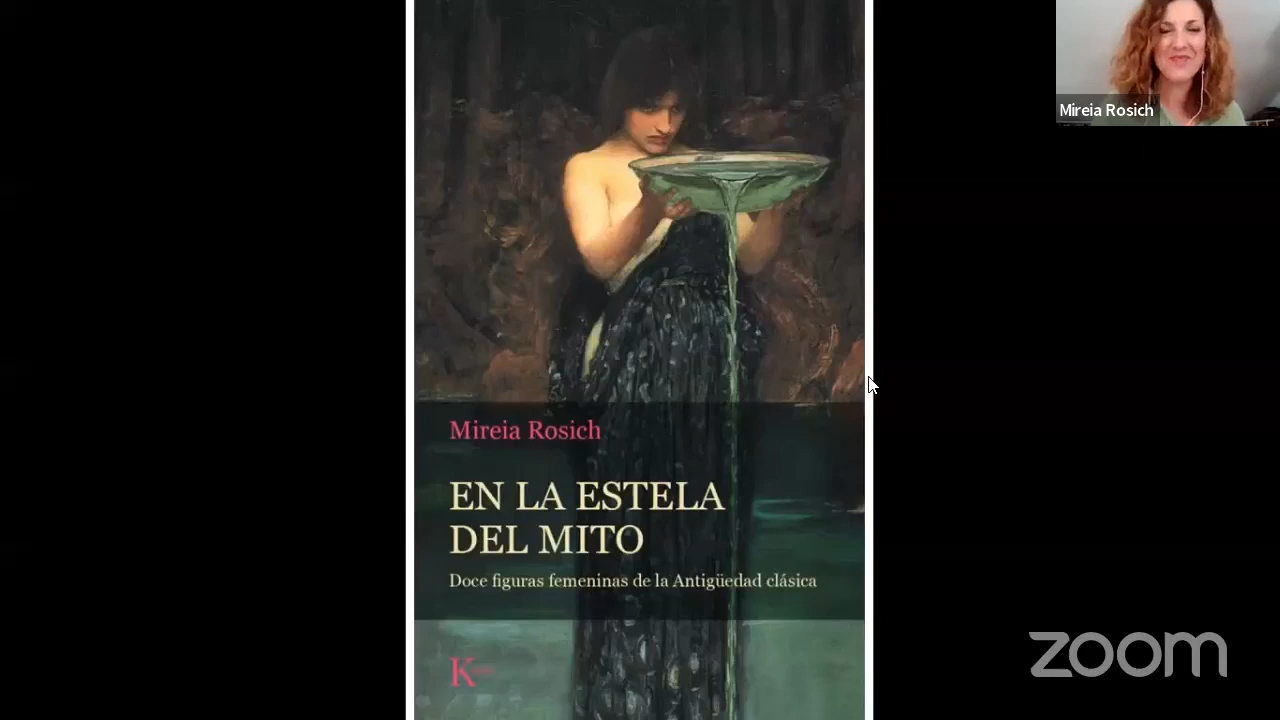 Mireia Rosich
Mireia Rosich
EN LA ESTELA
DEL MITO
Doce figuras femeninas de la Antigüedad clásica
K
zoom